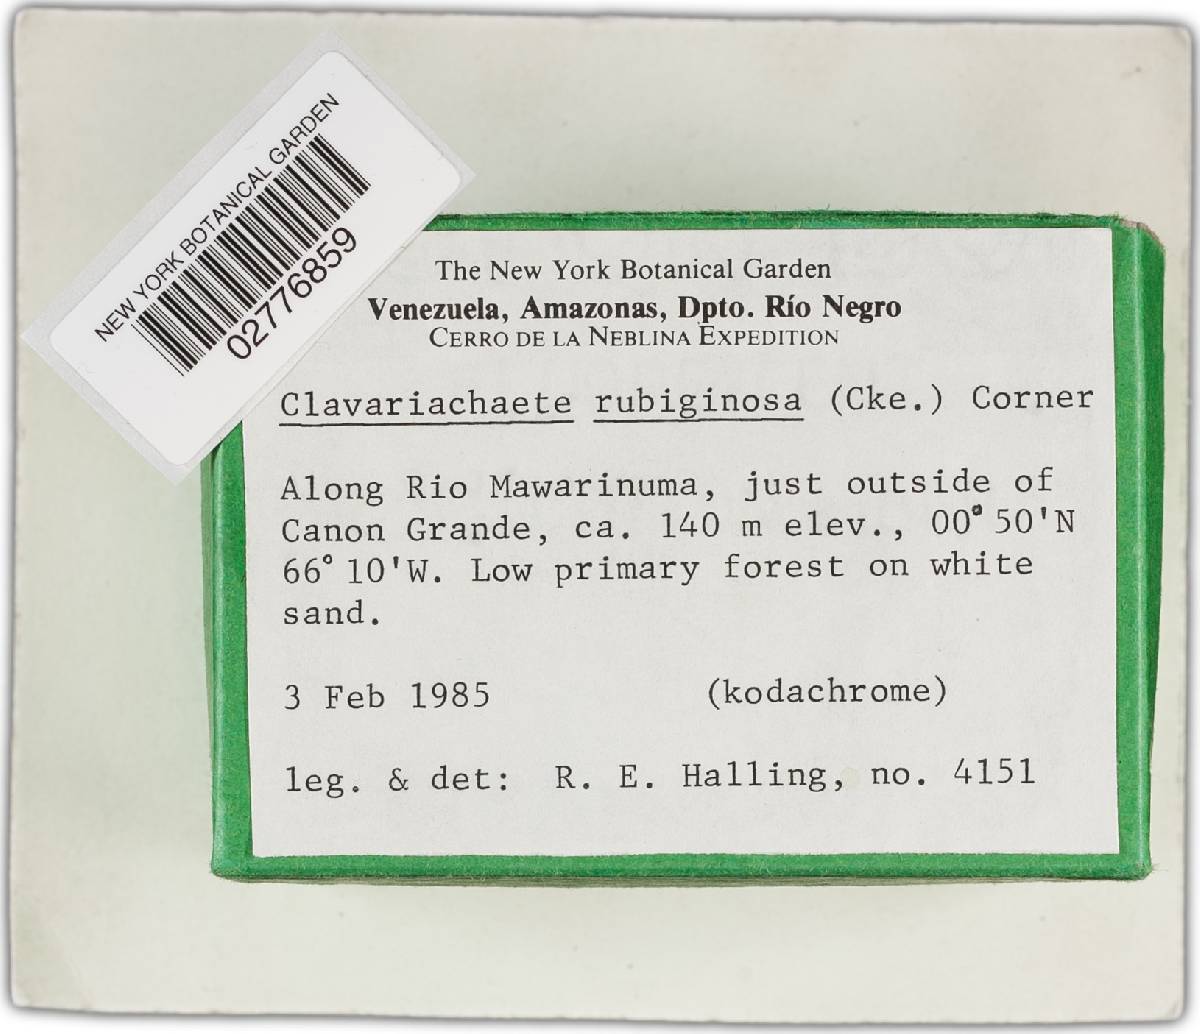 NEW YORK BOTANICAL GARDEN
02776859
The New York Botanical Garden
Venezuela, Amazonas, Dpto. Río Negro
CERRO DE LA NEBLINA EXPEDITION
Clavariachaete rubiginosa (Cke.) Corner
Along Rio Mawarinuma, just outside of
Canon Grande, ca. 140 m elev., 00° 50'N
66° 10'W. Low primary forest on white
sand.
3 Feb 1985 (kodachrome)
leg. & det: R. E. Halling, no. 4151